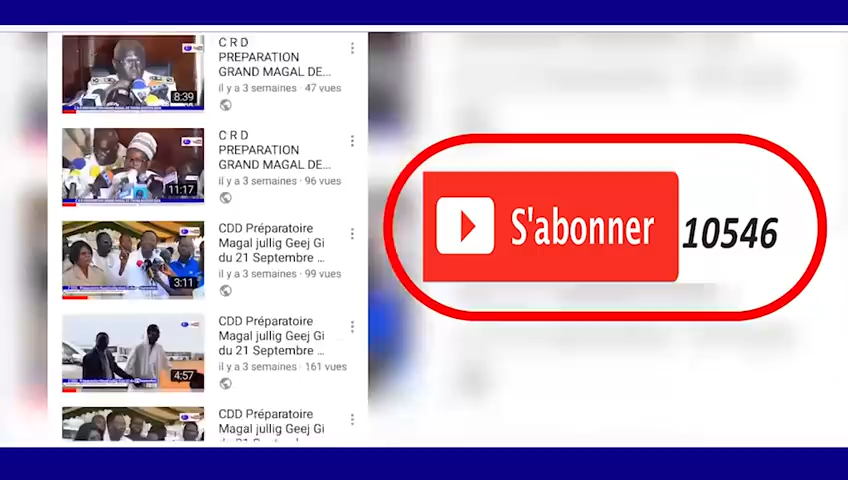 C R D
PREPARATION
GRAND MAGAL DE...
il y a 3 semaines · 47 vues
8:39
C R D
PREPARATION
GRAND MAGAL DE...
il y a 3 semaines · 96 vues
11:17
CDD Préparatoire
Magal jullig Geej Gi
du 21 Septembre ...
il y a 3 semaines · 99 vues
3:11
CDD Préparatoire
Magal jullig Geej Gi
du 21 Septembre ...
il y a 3 semaines · 161 vues
4:57
CDD Préparatoire
Magal jullig Geej Gi
S'abonner
10546